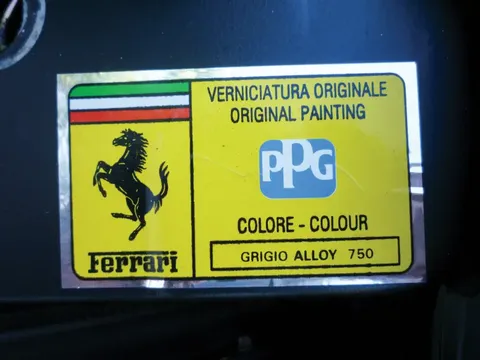 VERNICIATURA ORIGINALE
ORIGINAL PAINTING
PPG
COLORE - COLOUR
GRIGIO ALLOY 750
Ferrari